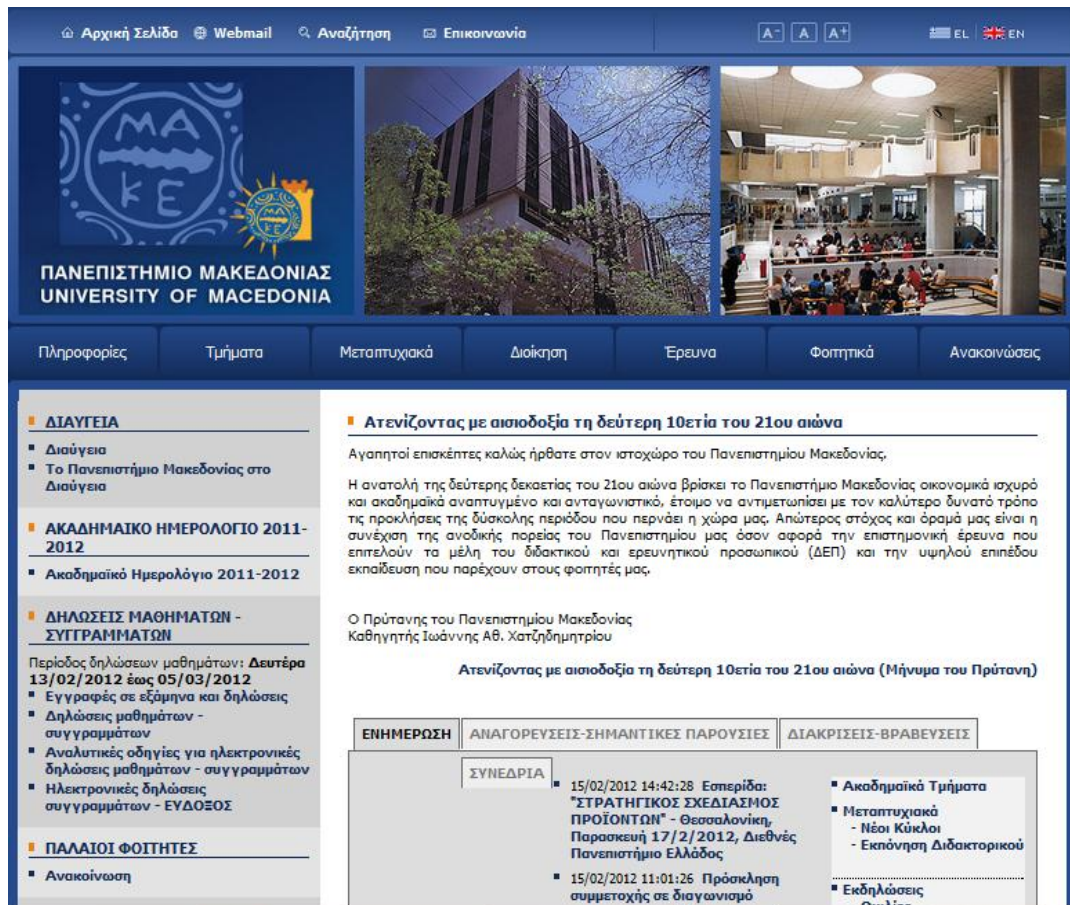 Αρχική Σελίδα Webmail Αναζήτηση Επικοινωνία A- A A+ EL EN
ΜΑ
ΚΕ
ΜΑ
ΚΕ
ΠΑΝΕΠΙΣΤΗΜΙΟ ΜΑΚΕΔΟΝΙΑΣ
UNIVERSITY OF MACEDONIA
Πληροφορίες Τμήματα Μεταπτυχιακά Διοίκηση Έρευνα Φοιτητικά Ανακοινώσεις
ΔΙΑΥΓΕΙΑ
Διαύγεια
Το Πανεπιστήμιο Μακεδονίας στο
Διαύγεια
ΑΚΑΔΗΜΑΙΚΟ ΗΜΕΡΟΛΟΓΙΟ 2011-
2012
Ακαδημαϊκό Ημερολόγιο 2011-2012
ΔΗΛΩΣΕΙΣ ΜΑΘΗΜΑΤΩΝ -
ΣΥΓΓΡΑΜΜΑΤΩΝ
Περίοδος δηλώσεων μαθημάτων: Δευτέρα
13/02/2012 έως 05/03/2012
Εγγραφές σε εξάμηνα και δηλώσεις
Δηλώσεις μαθημάτων -
συγγραμμάτων
Αναλυτικές οδηγίες για ηλεκτρονικές
δηλώσεις μαθημάτων - συγγραμμάτων
Ηλεκτρονικές δηλώσεις
συγγραμμάτων - ΕΥΔΟΞΟΣ
ΠΑΛΑΙΟΙ ΦΟΙΤΗΤΕΣ
Ανακοίνωση
Ατενίζοντας με αισιοδοξία τη δεύτερη 10ετία του 21ου αιώνα
Αγαπητοί επισκέπτες καλώς ήρθατε στον ιστοχώρο του Πανεπιστημίου Μακεδονίας.
Η ανατολή της δεύτερης δεκαετίας του 21ου αιώνα βρίσκει το Πανεπιστήμιο Μακεδονίας οικονομικά ισχυρό
και ακαδημαϊκά αναπτυγμένο και ανταγωνιστικό, έτοιμο να αντιμετωπίσει με τον καλύτερο δυνατό τρόπο
τις προκλήσεις της δύσκολης περιόδου που περνάει η χώρα μας. Απώτερος στόχος και όραμά μας είναι η
συνέχιση της ανοδικής πορείας του Πανεπιστημίου μας όσον αφορά την επιστημονική έρευνα που
επιτελούν τα μέλη του διδακτικού και ερευνητικού προσωπικού (ΔΕΠ) και την υψηλού επιπέδου
εκπαίδευση που παρέχουν στους φοιτητές μας.
Ο Πρύτανης του Πανεπιστημίου Μακεδονίας
Καθηγητής Ιωάννης Αθ. Χατζηδημητρίου
Ατενίζοντας με αισιοδοξία τη δεύτερη 10ετία του 21ου αιώνα (Μήνυμα του Πρύτανη)
ΕΝΗΜΕΡΩΣΗ ΑΝΑΓΟΡΕΥΣΕΙΣ-ΣΗΜΑΝΤΙΚΕΣ ΠΑΡΟΥΣΙΕΣ ΔΙΑΚΡΙΣΕΙΣ-ΒΡΑΒΕΥΣΕΙΣ
ΣΥΝΕΔΡΙΑ
15/02/2012 14:42:28 Εσπερίδα:
"ΣΤΡΑΤΗΓΙΚΟΣ ΣΧΕΔΙΑΣΜΟΣ
ΠΡΟΪΟΝΤΩΝ" - Θεσσαλονίκη,
Παρασκευή 17/2/2012, Διεθνές
Πανεπιστήμιο Ελλάδος
15/02/2012 11:01:26 Πρόσκληση
συμμετοχής σε διαγωνισμό
Ακαδημαϊκά Τμήματα
Μεταπτυχιακά
- Νέοι Κύκλοι
- Εκπόνηση Διδακτορικού
Εκδηλώσεις